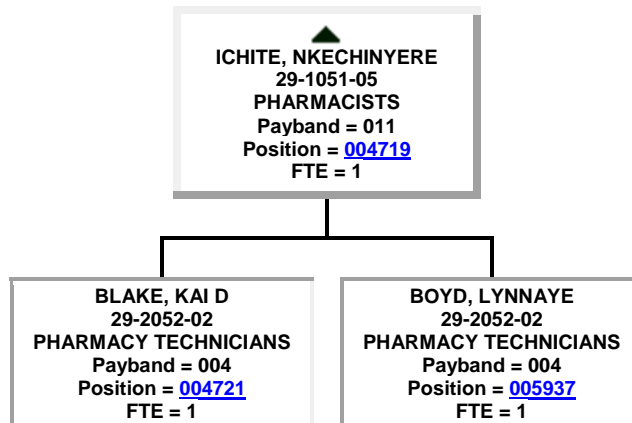 ICHITE, NKECHINYERE
29-1051-05
PHARMACISTS
Payband = 011
Position = 004719
FTE = 1
BLAKE, KAI D
29-2052-02
PHARMACY TECHNICIANS
Payband = 004
Position = 004721
FTE = 1
BOYD, LYNNAYE
29-2052-02
PHARMACY TECHNICIANS
Payband = 004
Position = 005937
FTE = 1